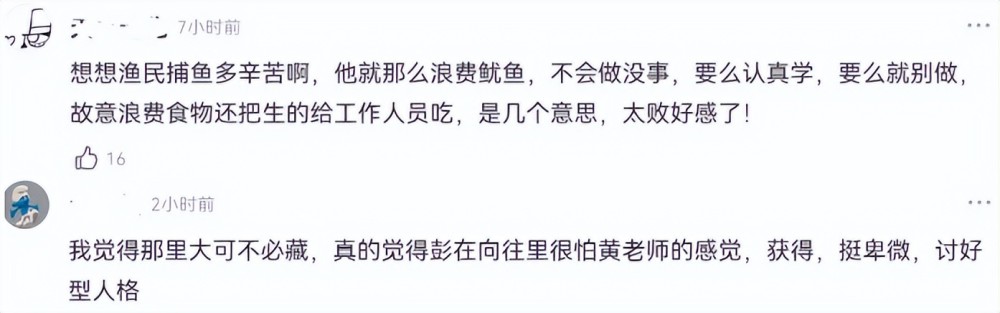 7小时前
想想渔民捕鱼多辛苦啊，他就那么浪费鱿鱼，不会做没事，要么认真学，要么就别做，
故意浪费食物还把生的给工作人员吃，是几个意思，太败好感了！
16
2小时前
我觉得那里大可不必藏，真的觉得彭在向往里很怕黄老师的感觉，获得，挺卑微，讨好
型人格